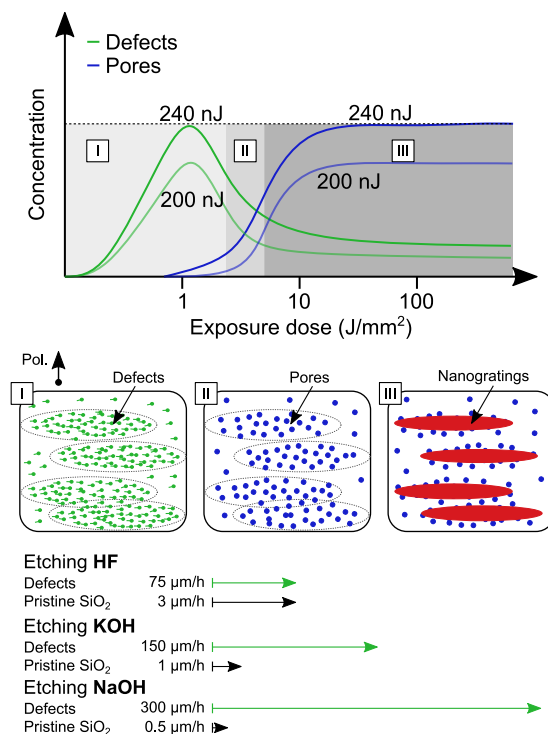 Defects
Pores
240 nJ
240 nJ
I
II
III
200 nJ
200 nJ
Concentration
1
10
100
Exposure dose (J/mm²)
Pol.
I
Defects
II
Pores
III
Nanogratings
Etching HF
Defects 75 µm/h
Pristine SiO₂ 3 µm/h
Etching KOH
Defects 150 µm/h
Pristine SiO₂ 1 µm/h
Etching NaOH
Defects 300 µm/h
Pristine SiO₂ 0.5 µm/h